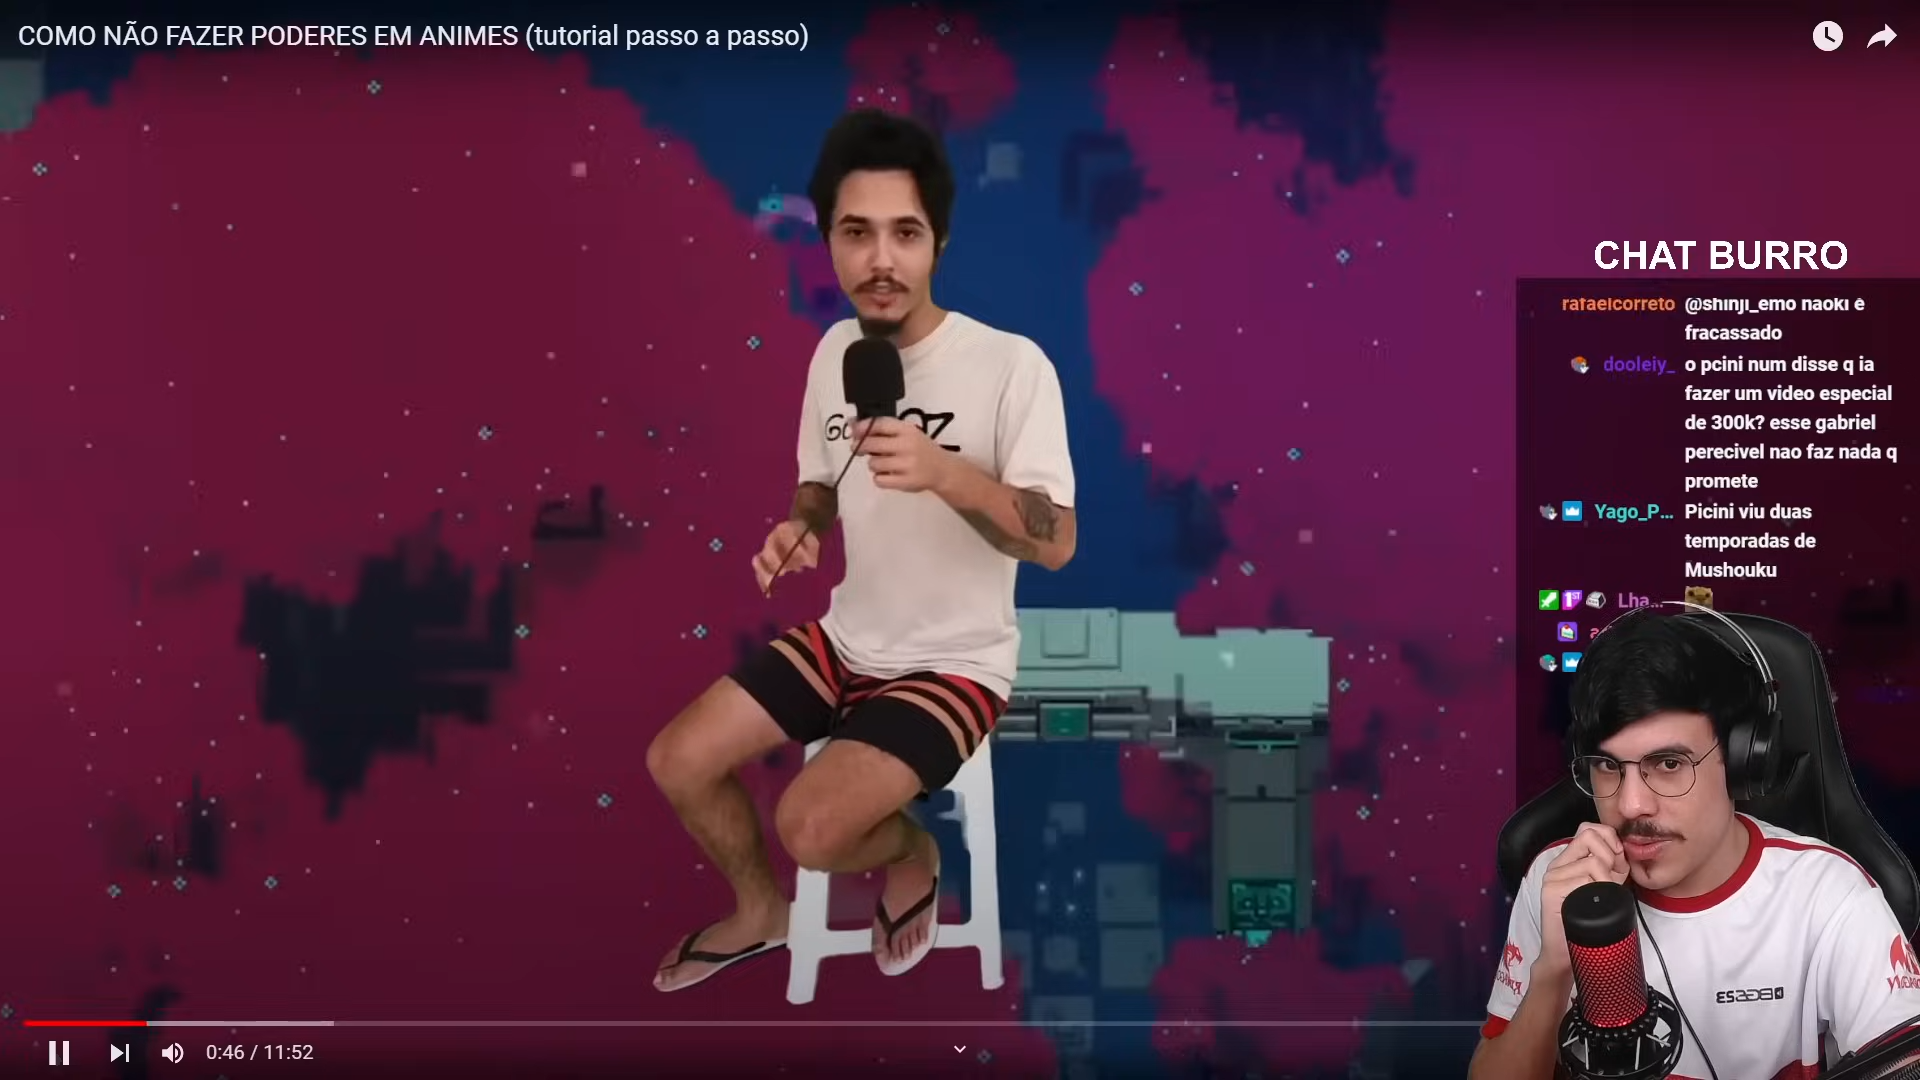 COMO NÃO FAZER PODERES EM ANIMES (tutorial passo a passo)
CHAT BURRO
rafaelcorreto @shinji_emo naoki é
fracassado
dooleiy_ o pcini num disse q ia
fazer um video especial
de 300k? esse gabriel
perecivel nao faz nada q
promete
Yago_P... Picini viu duas
temporadas de
Mushouku
1ST Lha...
0:46 / 11:52